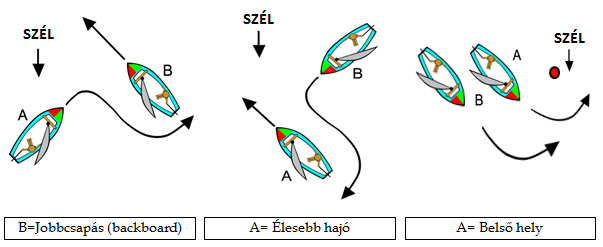 SZÉL
B
A
B=Jobbcsapás (backboard)
SZÉL
B
A
A= Élesebb hajó
SZÉL
A
B
A= Belső hely